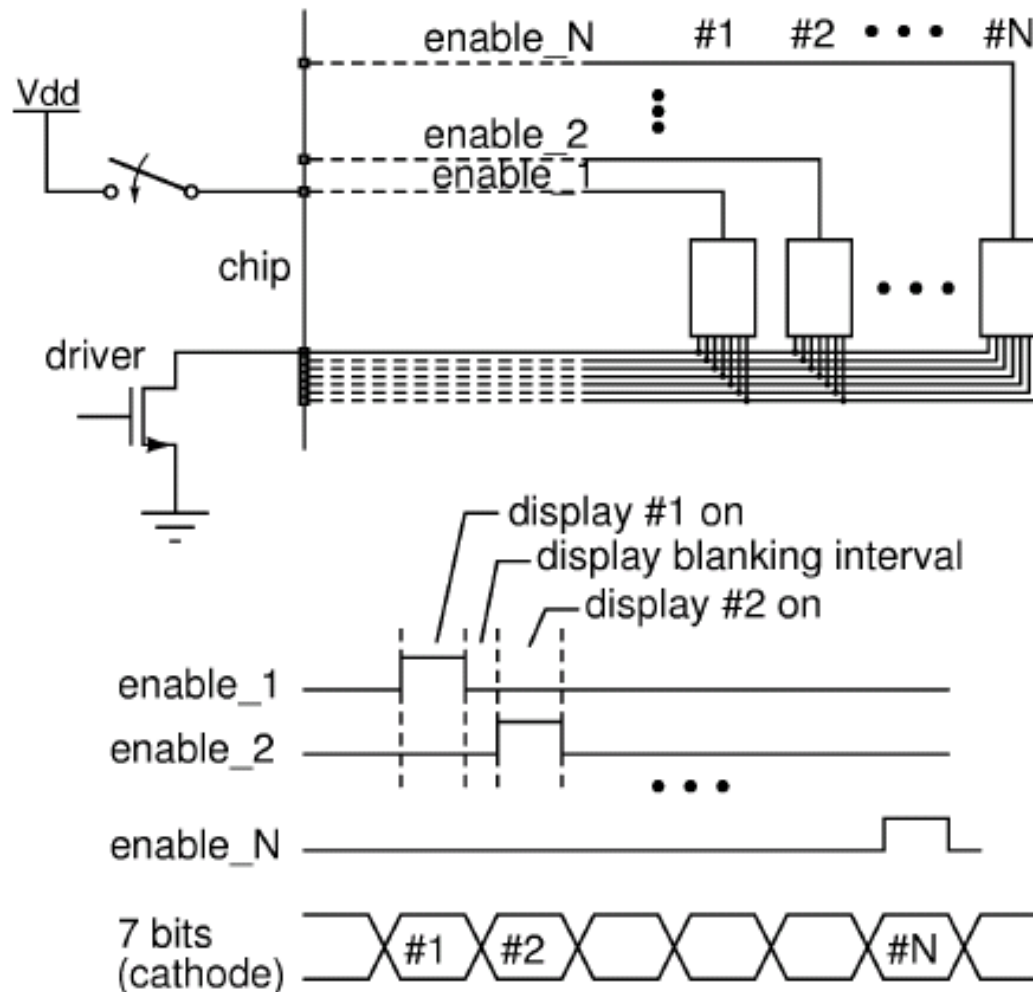 enable_N #1 #2 • • • #N
Vdd
enable_2
enable_1
chip
driver
display #1 on
display blanking interval
display #2 on
enable_1
enable_2
enable_N
7 bits
(cathode)
#1 #2 #N